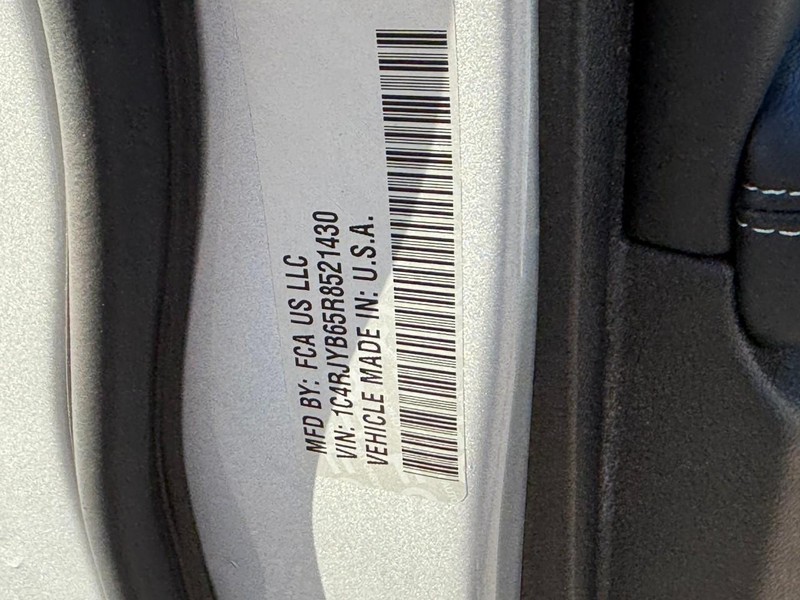 MFD BY: FCA US LLC
VIN: 1C4RJYB65R8521430
VEHICLE MADE IN: U.S.A.